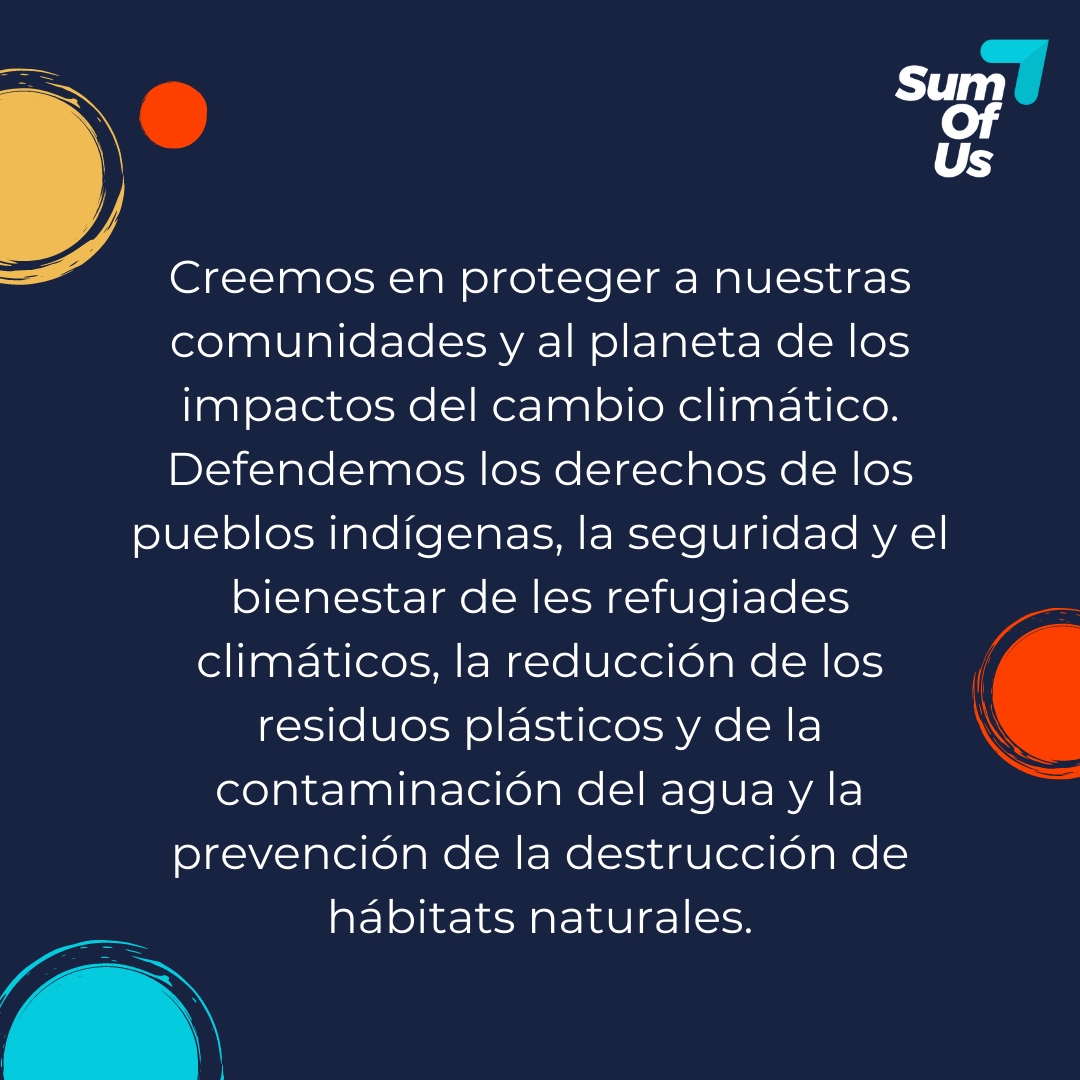 Sum
Of
Us
Creemos en proteger a nuestras
comunidades y al planeta de los
impactos del cambio climático.
Defendemos los derechos de los
pueblos indígenas, la seguridad y el
bienestar de les refugiades
climáticos, la reducción de los
residuos plásticos y de la
contaminación del agua y la
prevención de la destrucción de
hábitats naturales.